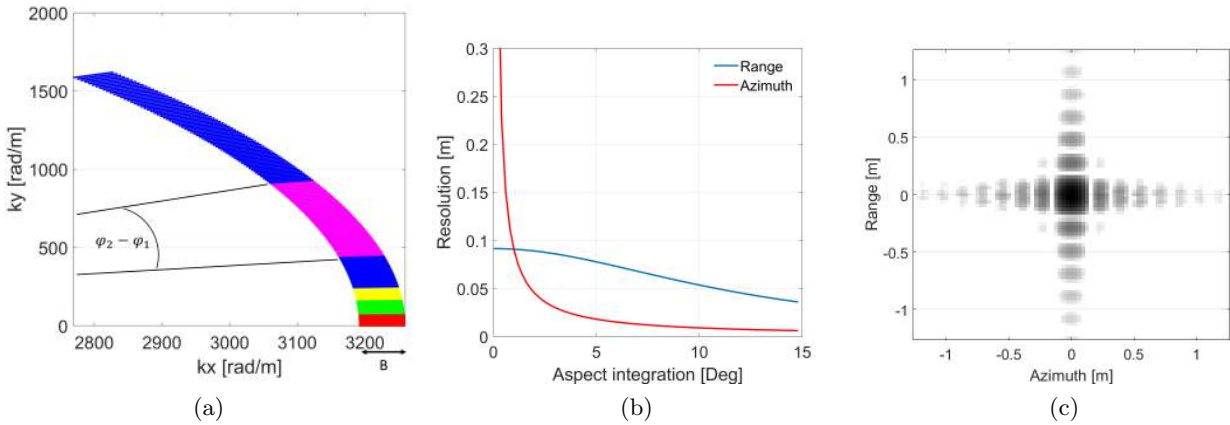 2000
1500
1000
500
0
ky [rad/m]
φ₂ − φ₁
2800
2900
3000
3100
3200
kx [rad/m]
B
(a)
0.3
0.25
0.2
0.15
0.1
0.05
0
Resolution [m]
Range
Azimuth
0
5
10
15
Aspect integration [Deg]
(b)
1
0.5
0
-0.5
-1
Range [m]
-1
-0.5
0
0.5
1
Azimuth [m]
(c)